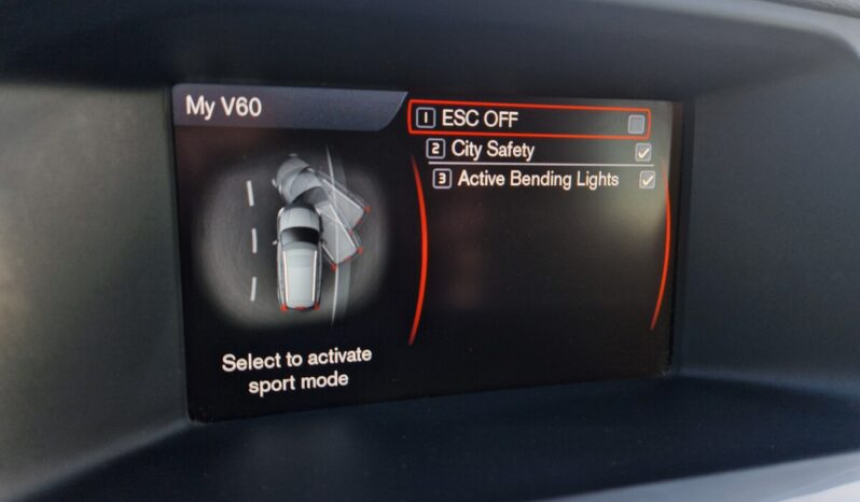 My V60
1 ESC OFF
2 City Safety
3 Active Bending Lights
Select to activate
sport mode